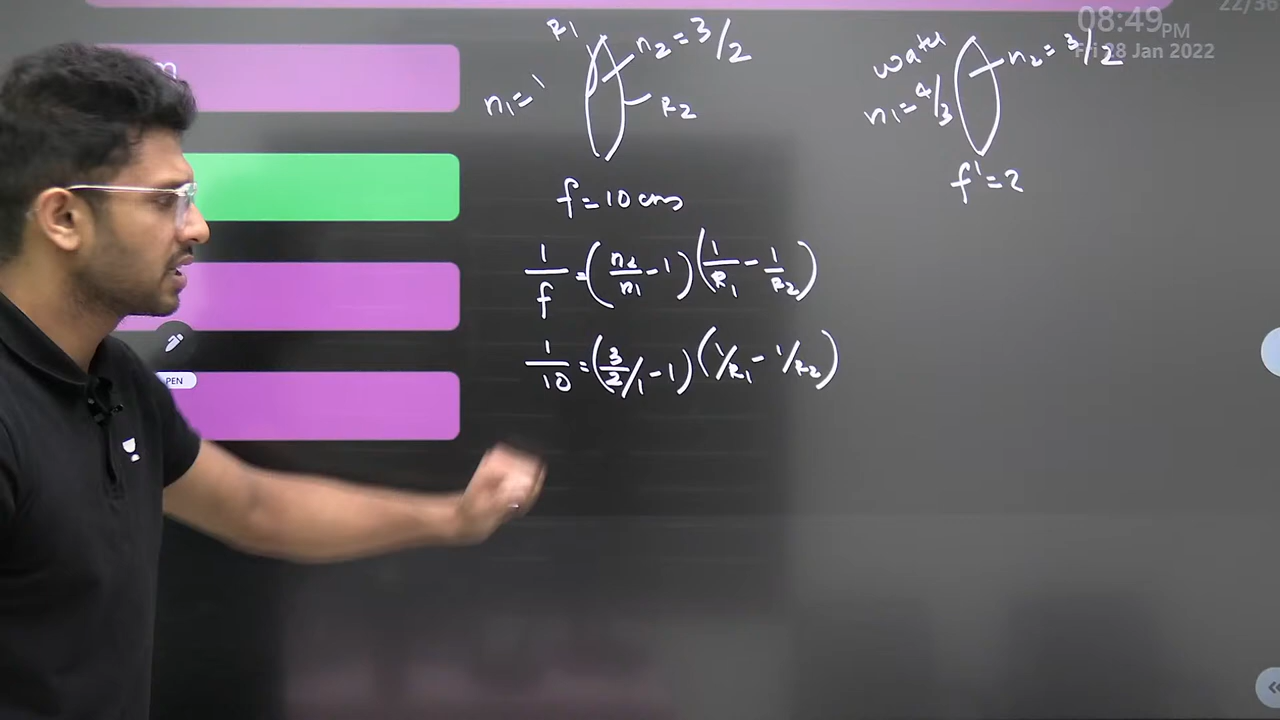 22/36
08:49 PM
Fri 28 Jan 2022
m
R1
n2 = 3/2
n1 = 1
R2
f = 10 cms
1/f = (n2/n1 - 1)(1/R1 - 1/R2)
1/10 = (3/2/1 - 1)(1/R1 - 1/R2)
water
n2 = 3/2
n1 = 4/3
f' = 2
PEN